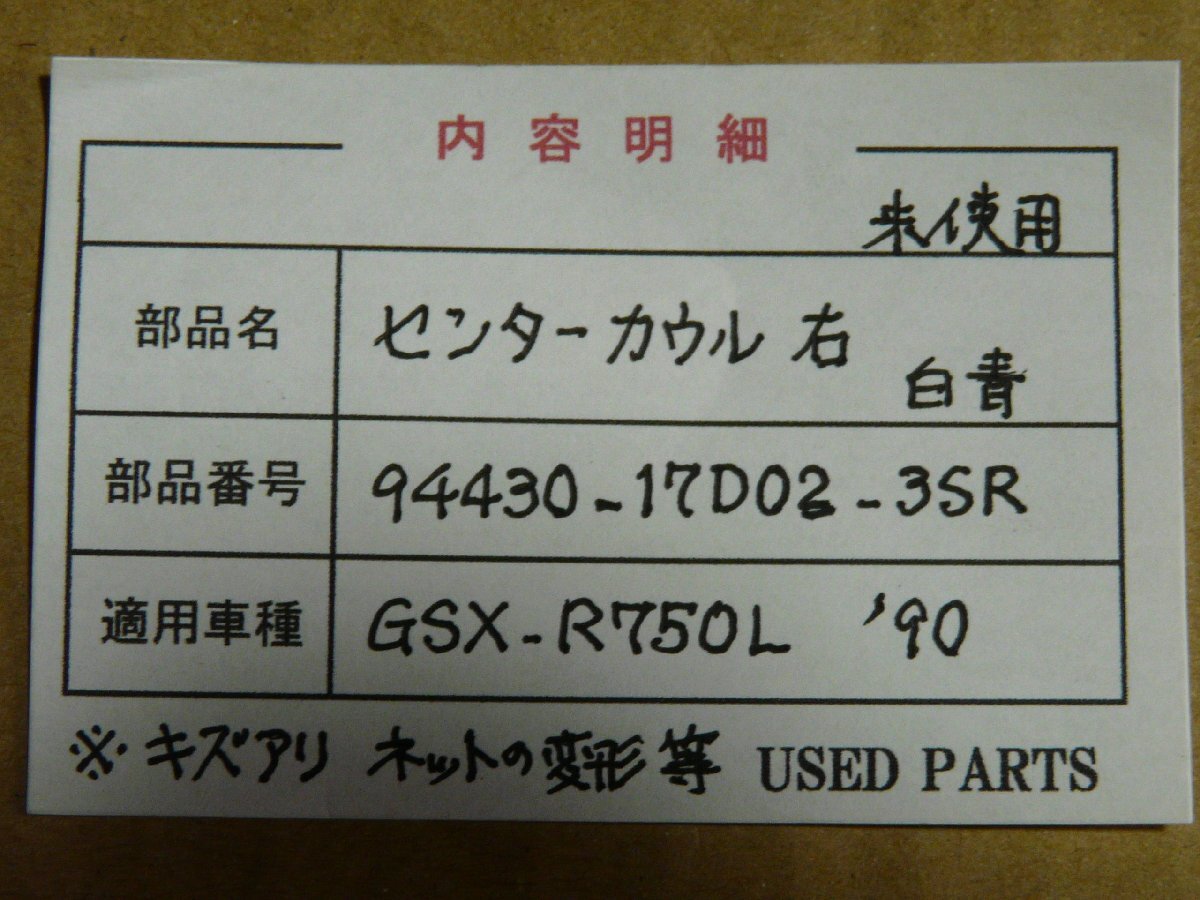 内容明細
未使用
部品名 センターカウル 右
白青
部品番号 94430-17D02-3SR
適用車種 GSX-R750L '90
※ キズアリ ネットの変形等 USED PARTS